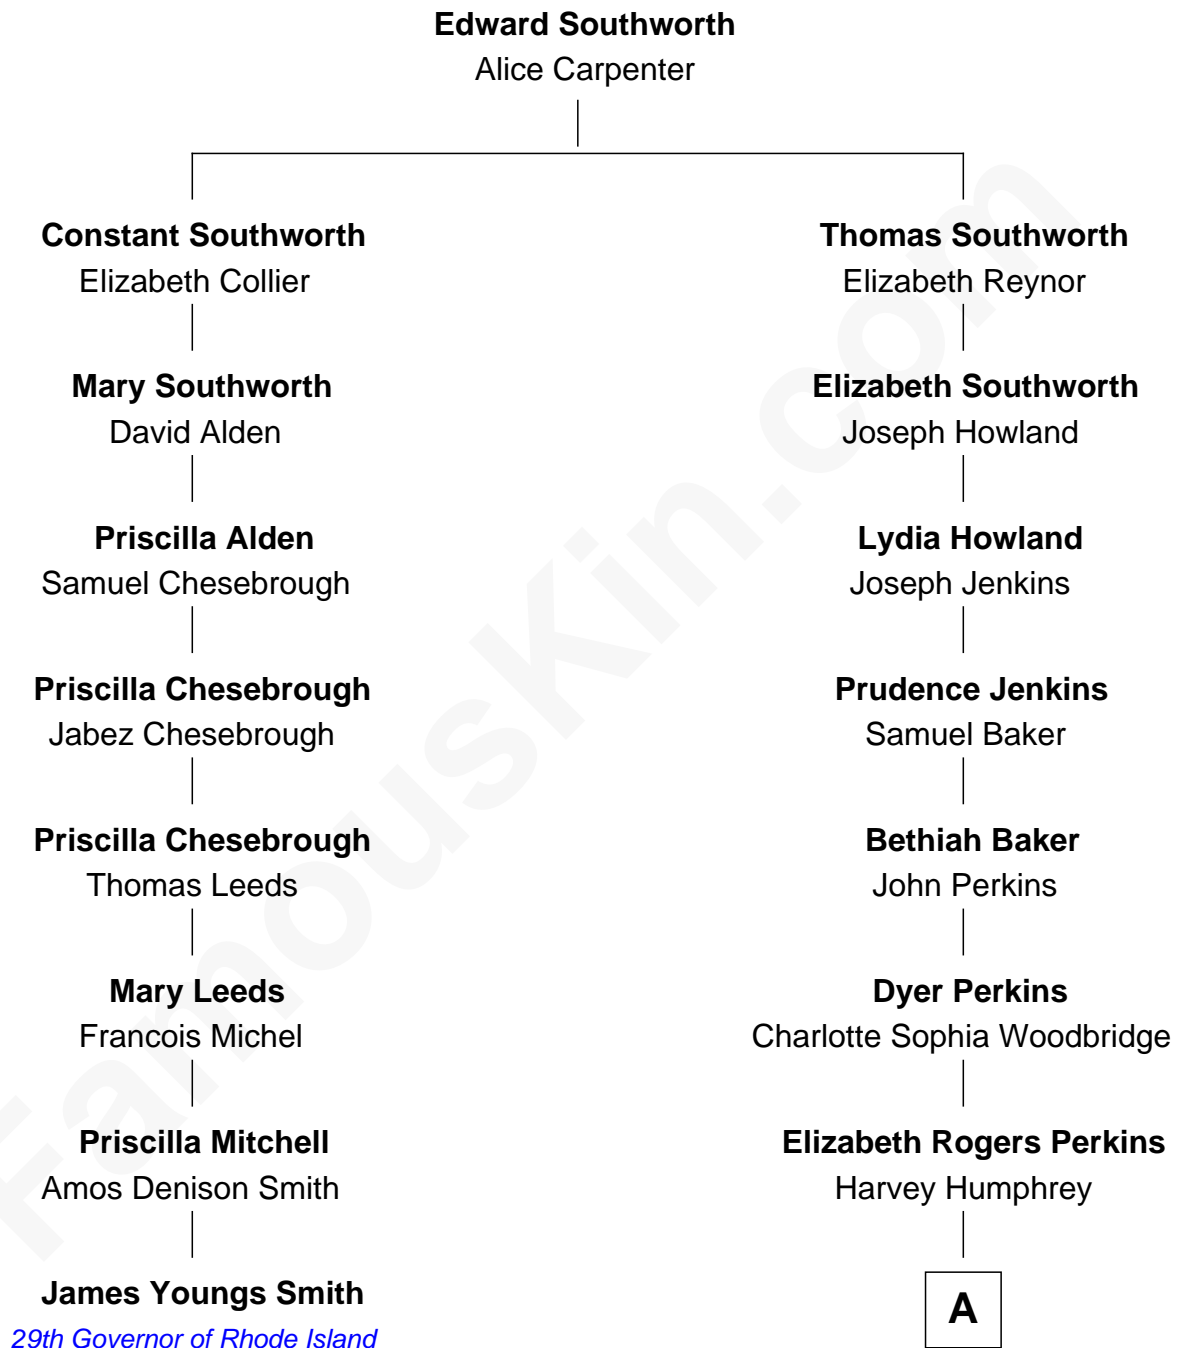 Edward Southworth
Alice Carpenter
Constant Southworth
Elizabeth Collier
Thomas Southworth
Elizabeth Reynor
Mary Southworth
David Alden
Elizabeth Southworth
Joseph Howland
Priscilla Alden
Samuel Chesebrough
Lydia Howland
Joseph Jenkins
Priscilla Chesebrough
Jabez Chesebrough
Prudence Jenkins
Samuel Baker
Priscilla Chesebrough
Thomas Leeds
Bethiah Baker
John Perkins
Mary Leeds
Francois Michel
Dyer Perkins
Charlotte Sophia Woodbridge
Priscilla Mitchell
Amos Denison Smith
Elizabeth Rogers Perkins
Harvey Humphrey
James Youngs Smith
29th Governor of Rhode Island
A
FamousKin.com